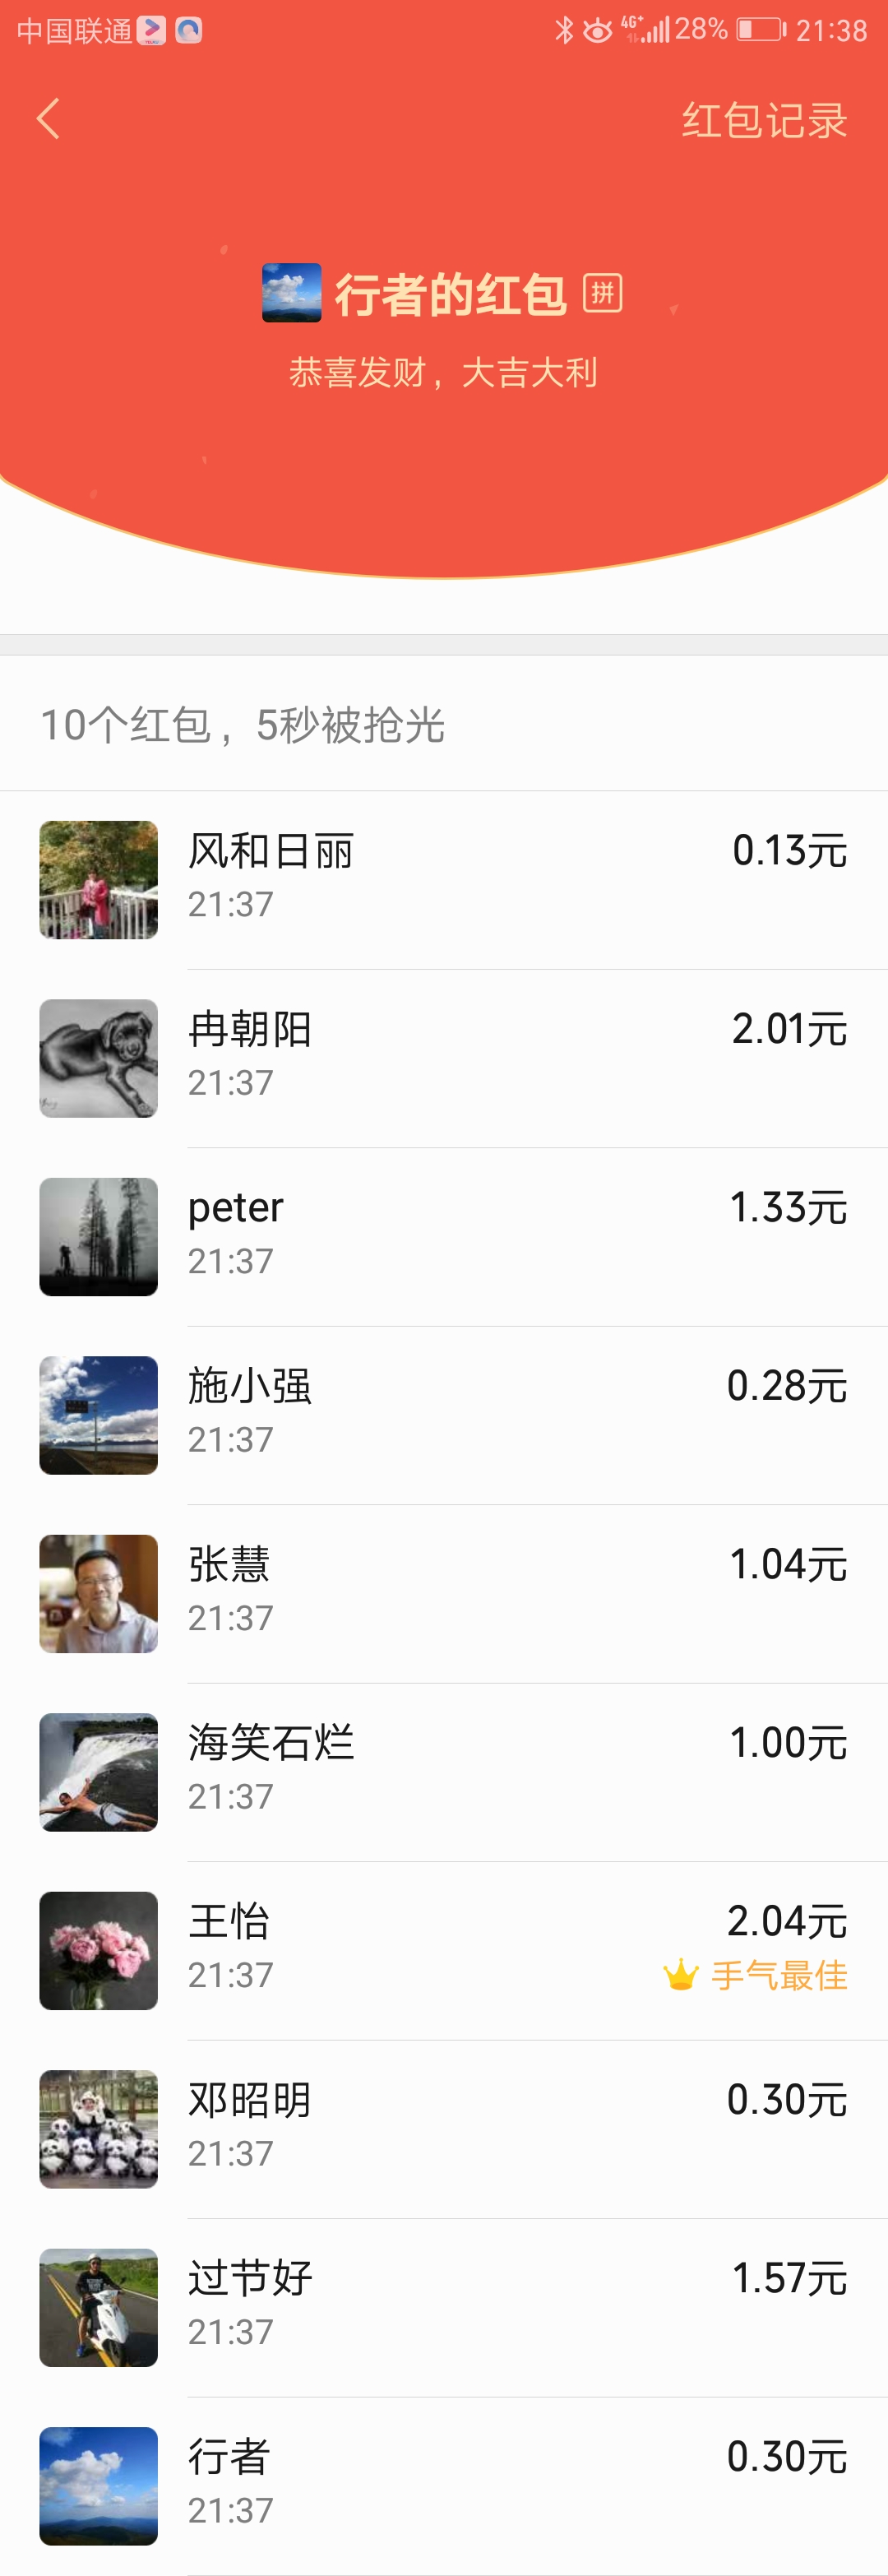 中国联通 4G+ 28% 21:38
红包记录
行者的红包 拼
恭喜发财，大吉大利
10个红包，5秒被抢光
风和日丽 0.13元
21:37
冉朝阳 2.01元
21:37
peter 1.33元
21:37
施小强 0.28元
21:37
张慧 1.04元
21:37
海笑石烂 1.00元
21:37
王怡 2.04元
21:37 手气最佳
邓昭明 0.30元
21:37
过节好 1.57元
21:37
行者 0.30元
21:37